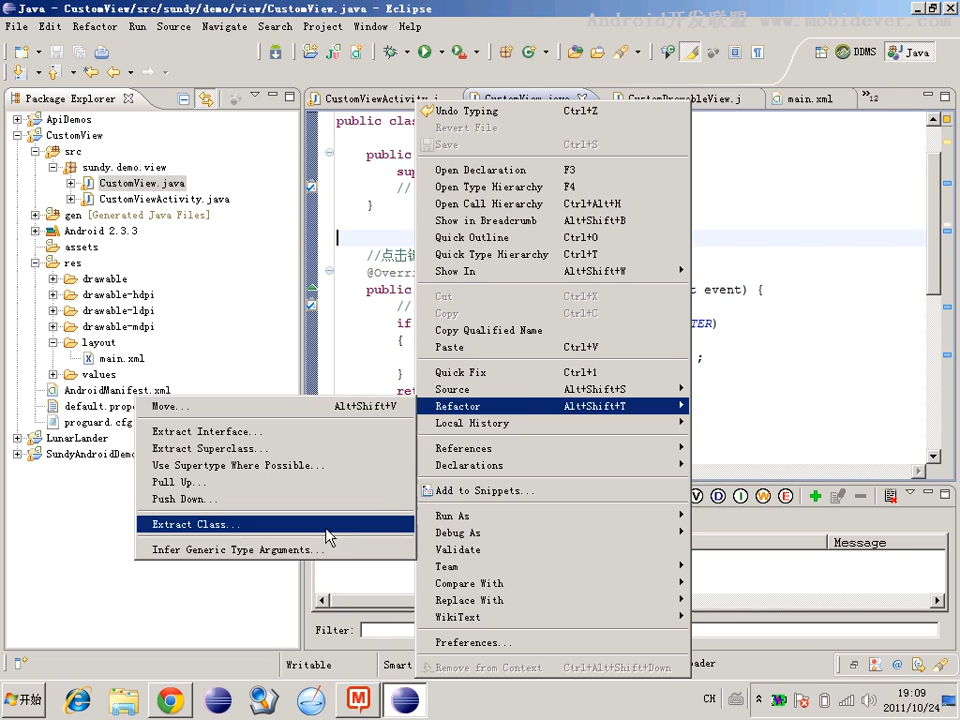 Java - CustomView/src/sundy/demo/view/CustomView.java - Eclipse
Android开发联盟 www.mobidever.com
File Edit Refactor Run Source Navigate Search Project Window Help
DDMS
Java
Package Explorer
CustomViewActivity.j
CustomView.java
CustomDrawableView.j
main.xml
12
ApiDemos
CustomView
src
sundy.demo.view
CustomView.java
CustomViewActivity.java
gen [Generated Java Files]
Android 2.3.3
assets
res
drawable
drawable-hdpi
drawable-ldpi
drawable-mdpi
layout
main.xml
values
AndroidManifest.xml
default.prope
proguard.cfg
LunarLander
SundyAndroidDemo
public clas
public
sup
//
}
//点击键
@Overri
public
t event) {
//
if
TER)
{
;
}
ret
Undo Typing Ctrl+Z
Revert File
Save Ctrl+S
Open Declaration F3
Open Type Hierarchy F4
Open Call Hierarchy Ctrl+Alt+H
Show in Breadcrumb Alt+Shift+B
Quick Outline Ctrl+O
Quick Type Hierarchy Ctrl+T
Show In Alt+Shift+W
Cut Ctrl+X
Copy Ctrl+C
Copy Qualified Name
Paste Ctrl+V
Quick Fix Ctrl+1
Source Alt+Shift+S
Refactor Alt+Shift+T
Local History
References
Declarations
Add to Snippets...
Run As
Debug As
Validate
Team
Compare With
Replace With
WikiText
Preferences...
Remove from Context Ctrl+Alt+Shift+Down
Move... Alt+Shift+V
Extract Interface...
Extract Superclass...
Use Supertype Where Possible...
Pull Up...
Push Down...
Extract Class...
Infer Generic Type Arguments...
V D I W E
Message
Filter:
Writable
Smart
oader
开始
CH
19:09
2011/10/24